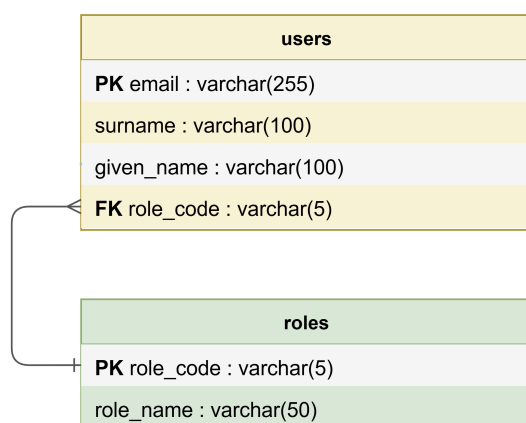 users
PK email : varchar(255)
surname : varchar(100)
given_name : varchar(100)
FK role_code : varchar(5)
roles
PK role_code : varchar(5)
role_name : varchar(50)